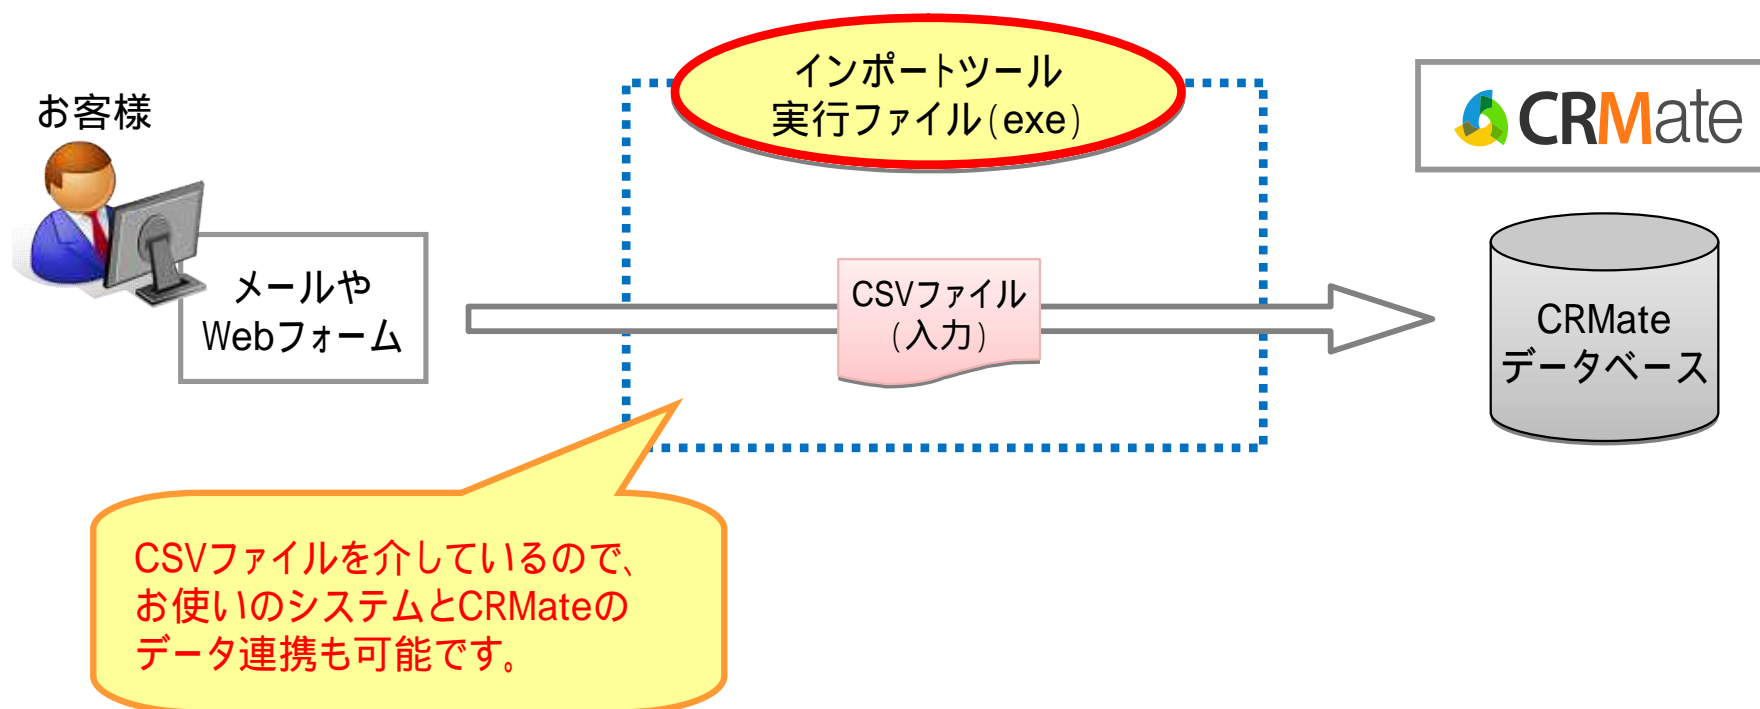 インポートツール
実行ファイル(exe)
お客様
CRMate
メールや
Webフォーム
CSVファイル
(入力)
CRMate
データベース
CSVファイルを介しているので、
お使いのシステムとCRMateの
データ連携も可能です。